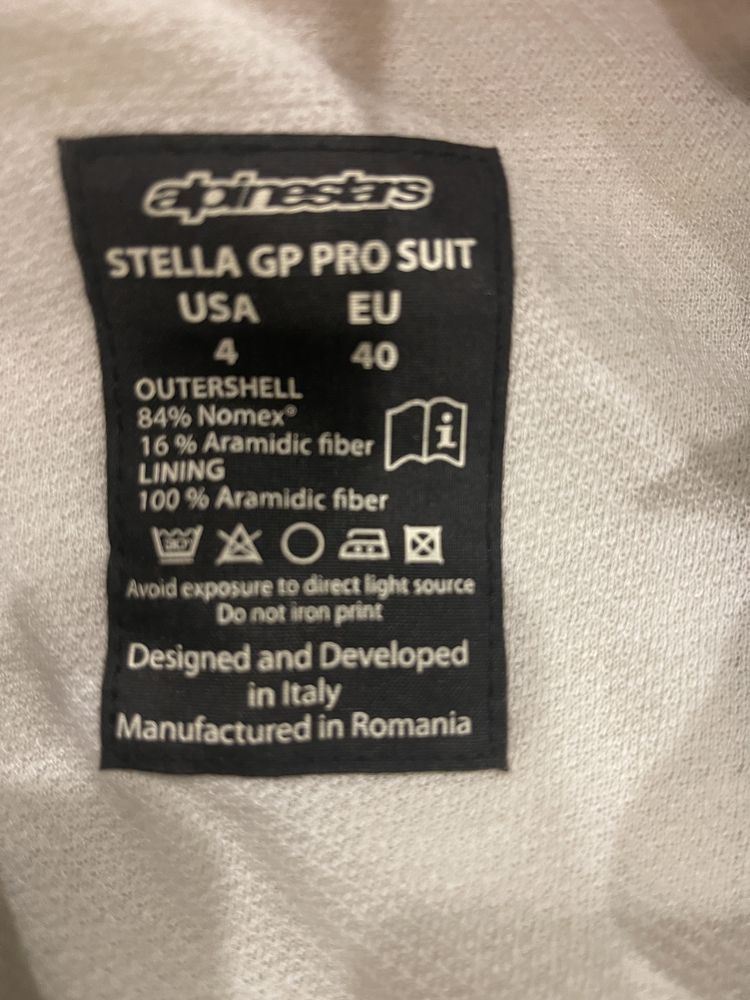 alpinestars
STELLA GP PRO SUIT
USA EU
4 40
OUTERSHELL
84% Nomex®
16 % Aramidic fiber
LINING
100 % Aramidic fiber
Avoid exposure to direct light source
Do not iron print
Designed and Developed
in Italy
Manufactured in Romania